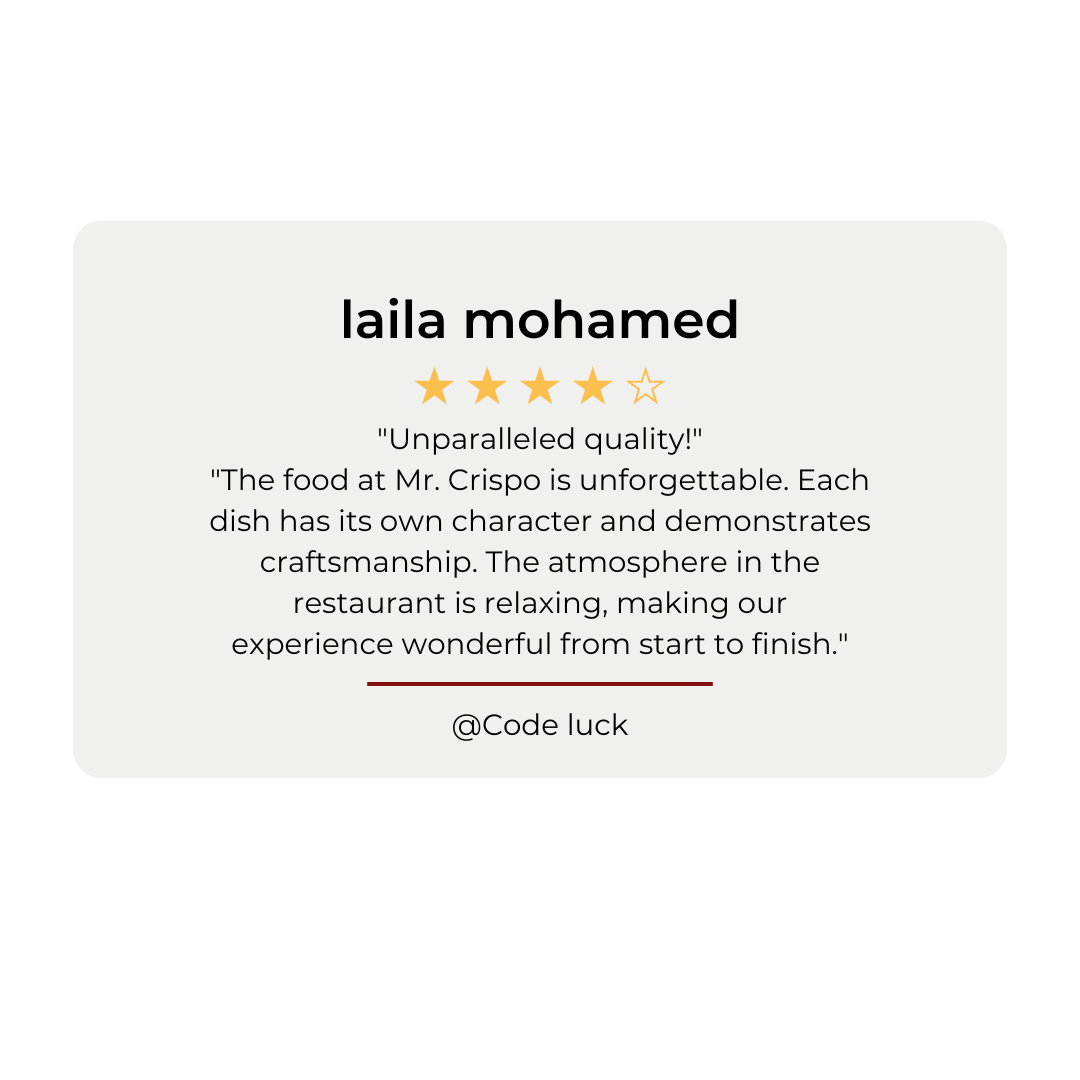 laila mohamed
★★★★☆
"Unparalleled quality!"
"The food at Mr. Crispo is unforgettable. Each
dish has its own character and demonstrates
craftsmanship. The atmosphere in the
restaurant is relaxing, making our
experience wonderful from start to finish."
@Code luck